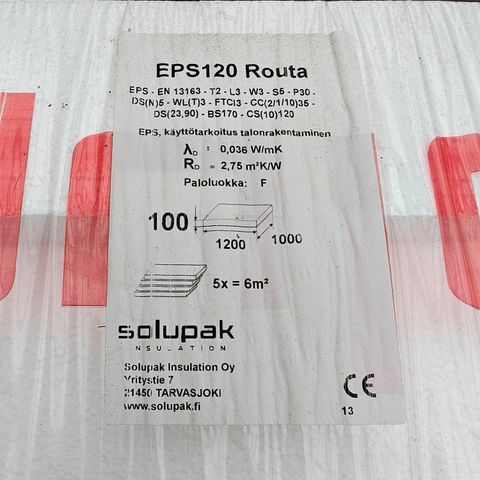 EPS120 Routa
EPS - EN 13163 - T2 - L3 - W3 - S5 - P30 -
DS(N)5 - WL(T)3 - FTCI3 - CC(2/1/10)35 -
DS(23,90) - BS170 - CS(10)120
EPS, käyttötarkoitus talonrakentaminen
λD : 0,036 W/mK
RD = 2,75 m²K/W
Paloluokka: F
100
1200
1000
5x = 6m²
solupak
INSULATION
Solupak Insulation Oy
Yritystie 7
21450 TARVASJOKI
www.solupak.fi
CE
13